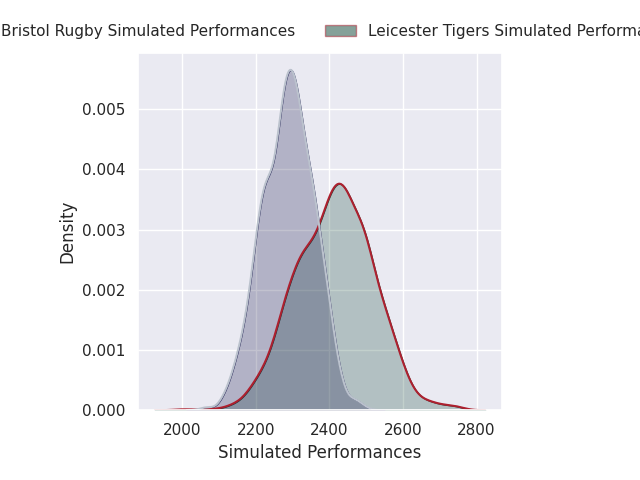 Bristol Rugby Simulated Performances Leicester Tigers Simulated
0.005
0.004
0.003
0.002
0.001
0.000
Density
2000 2200 2400 2600 2800
Simulated Performances